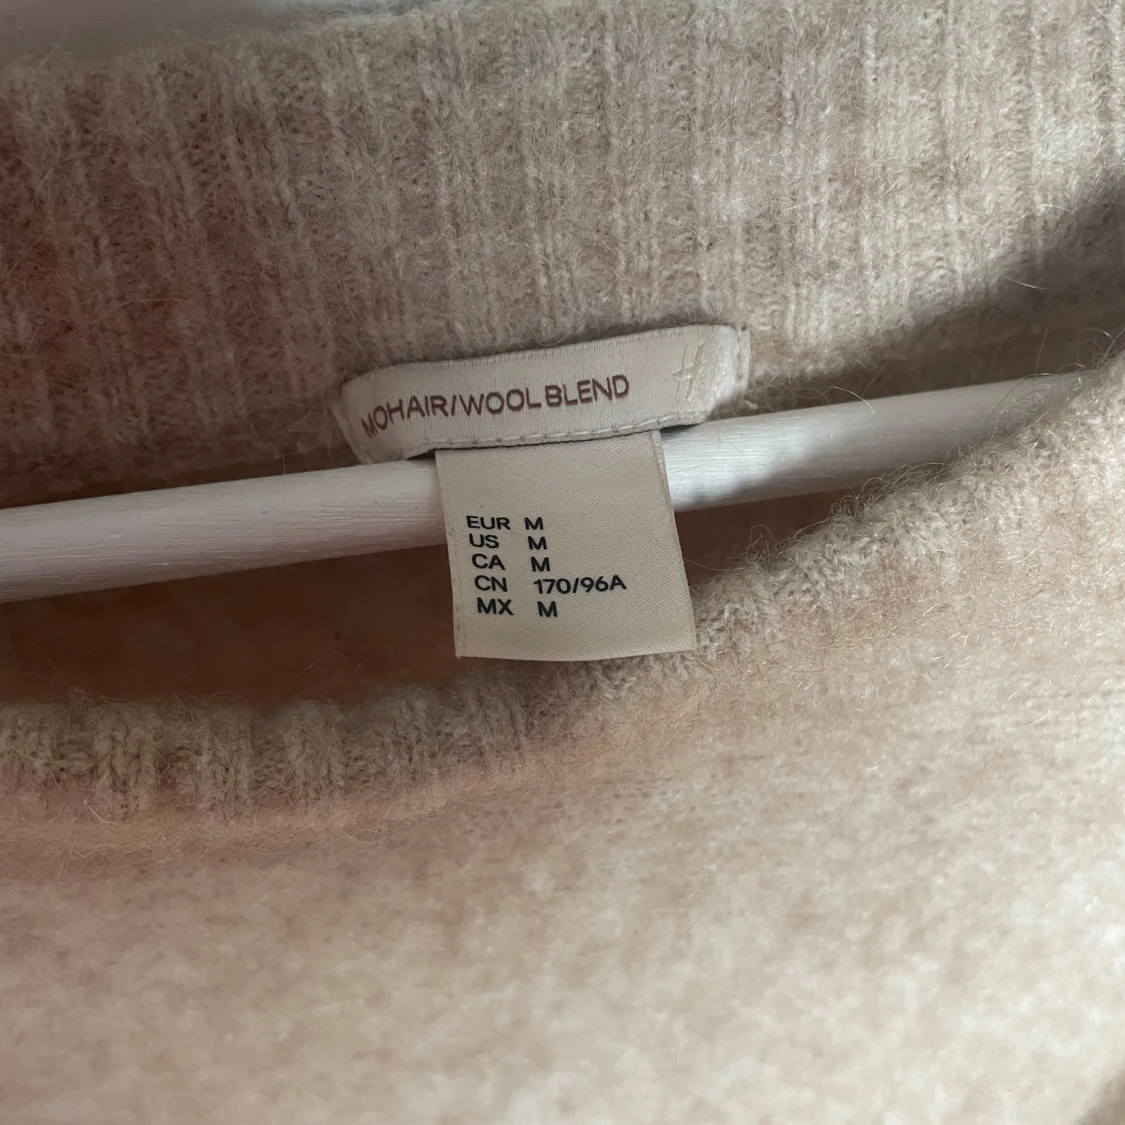 MOHAIR/WOOL BLEND
EUR M
US M
CA M
CN 170/96A
MX M